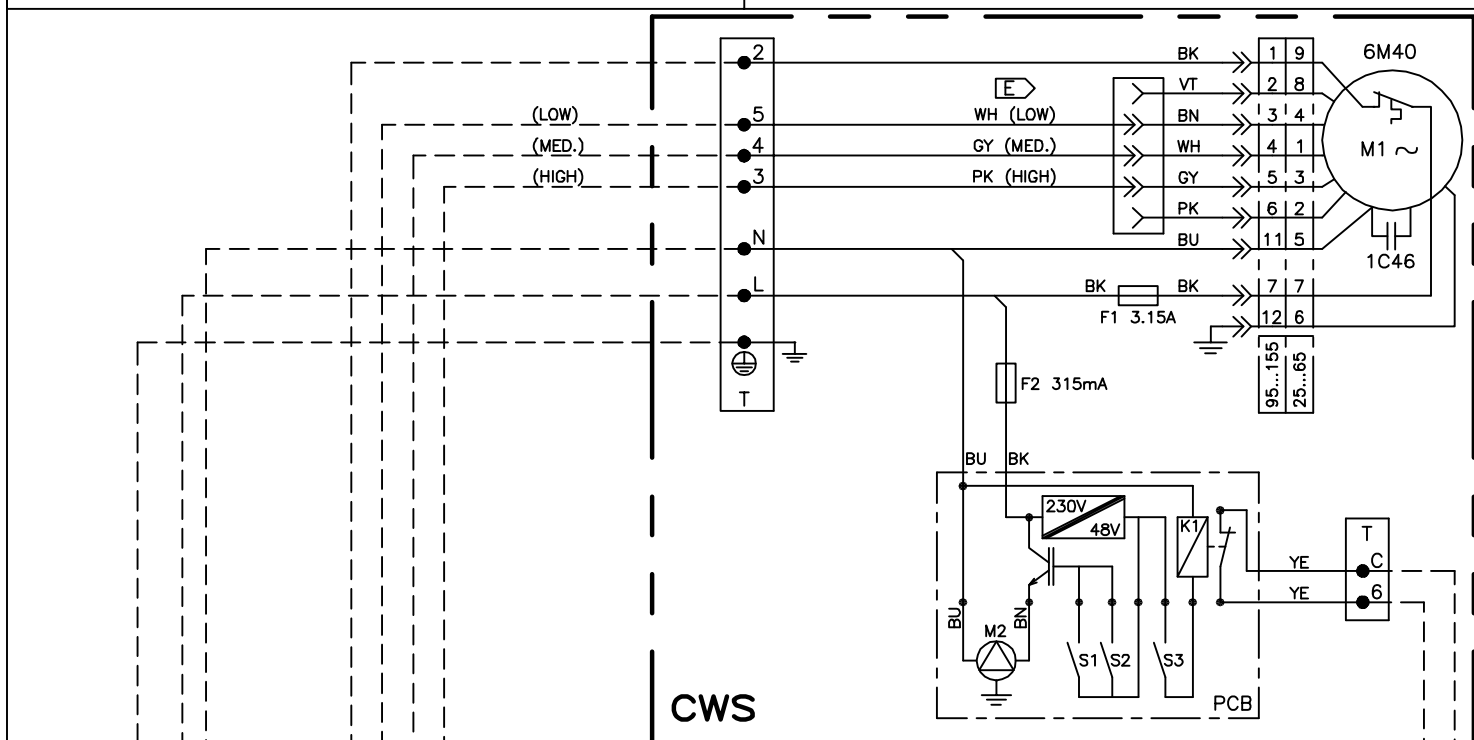 2 BK 1 9 6M40
E VT 2 8
(LOW) 5 WH (LOW) BN 3 4
(MED.) 4 GY (MED.) WH 4 1 M1 ~
(HIGH) 3 PK (HIGH) GY 5 3
PK 6 2
N BU 11 5
1C46
L BK BK 7 7
F1 3.15A 12 6
F2 315mA
T 95...155 25...65
BU BK
230V
48V
K1
T
YE C
YE 6
BU BN
M2
S1 S2 S3
CWS
PCB